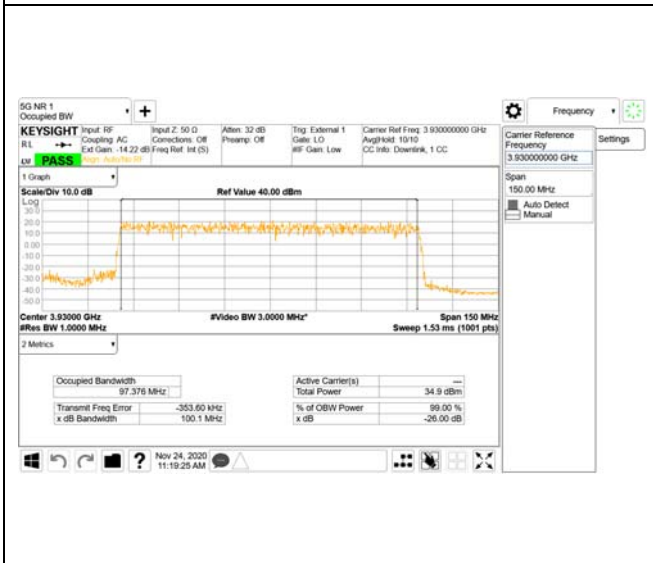 5G NR 1
Occupied BW
Frequency
KEYSIGHT
RL
PASS
Input: RF
Coupling: AC
Ext Gain: -14.22 dB
Align: Auto/No RF
Input Z: 50 Ω
Corrections: Off
Freq Ref: Int (S)
Atten: 32 dB
Preamp: Off
Trig: External 1
Gate: LO
#IF Gain: Low
Carrier Ref Freq: 3.930000000 GHz
Avg|Hold: 10/10
CC Info: Downlink, 1 CC
Carrier Reference
Frequency
3.930000000 GHz
Settings
Span
150.00 MHz
Auto Detect
Manual
1 Graph
Scale/Div 10.0 dB
Ref Value 40.00 dBm
Log
30.0
20.0
10.0
0.00
-10.0
-20.0
-30.0
-40.0
-50.0
Center 3.93000 GHz
#Video BW 3.0000 MHz*
Span 150 MHz
#Res BW 1.0000 MHz
Sweep 1.53 ms (1001 pts)
2 Metrics
Occupied Bandwidth
97.376 MHz
Transmit Freq Error -353.60 kHz
x dB Bandwidth 100.1 MHz
Active Carrier(s) ---
Total Power 34.9 dBm
% of OBW Power 99.00 %
x dB -26.00 dB
?
Nov 24, 2020
11:19:25 AM